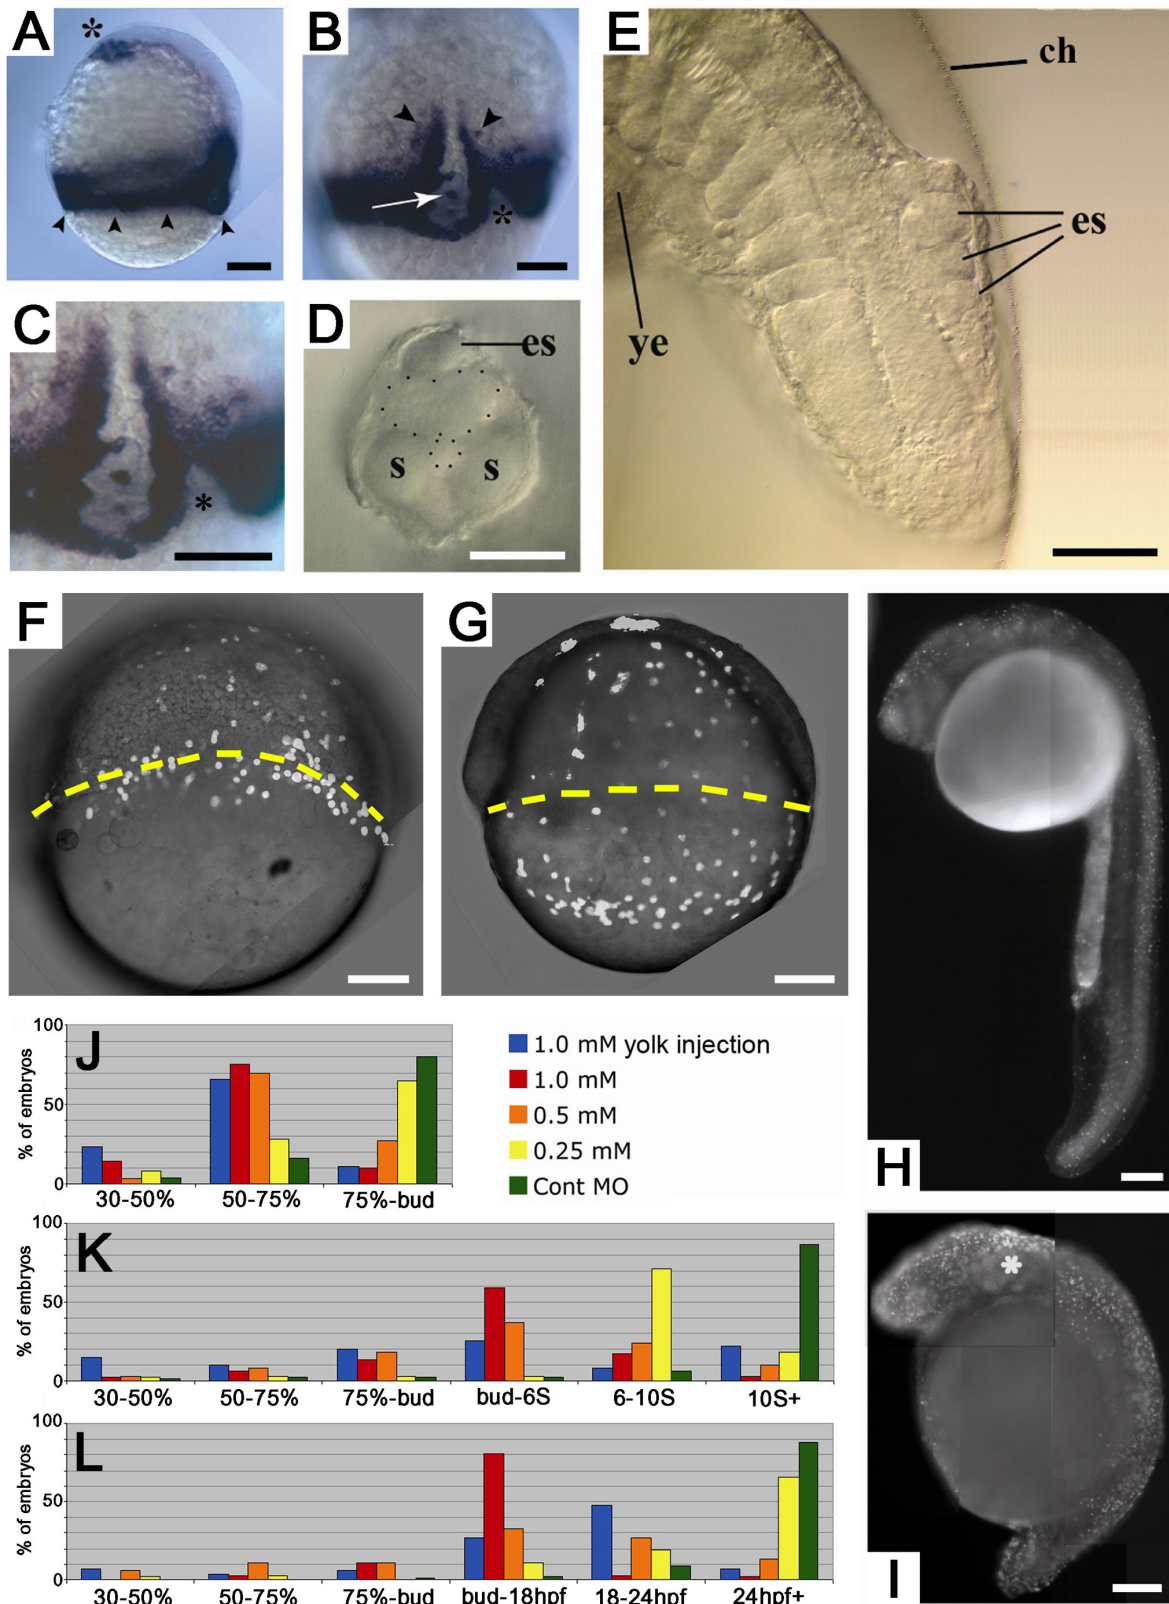 A
*
B
*
C
*
D
es
s
s
E
ch
es
ye
F
G
H
I
*
J
% of embryos
100
50
0
30-50%
50-75%
75%-bud
1.0 mM yolk injection
1.0 mM
0.5 mM
0.25 mM
Cont MO
K
% of embryos
100
50
0
30-50%
50-75%
75%-bud
bud-6S
6-10S
10S+
L
% of embryos
100
50
0
30-50%
50-75%
75%-bud
bud-18hpf
18-24hpf
24hpf+